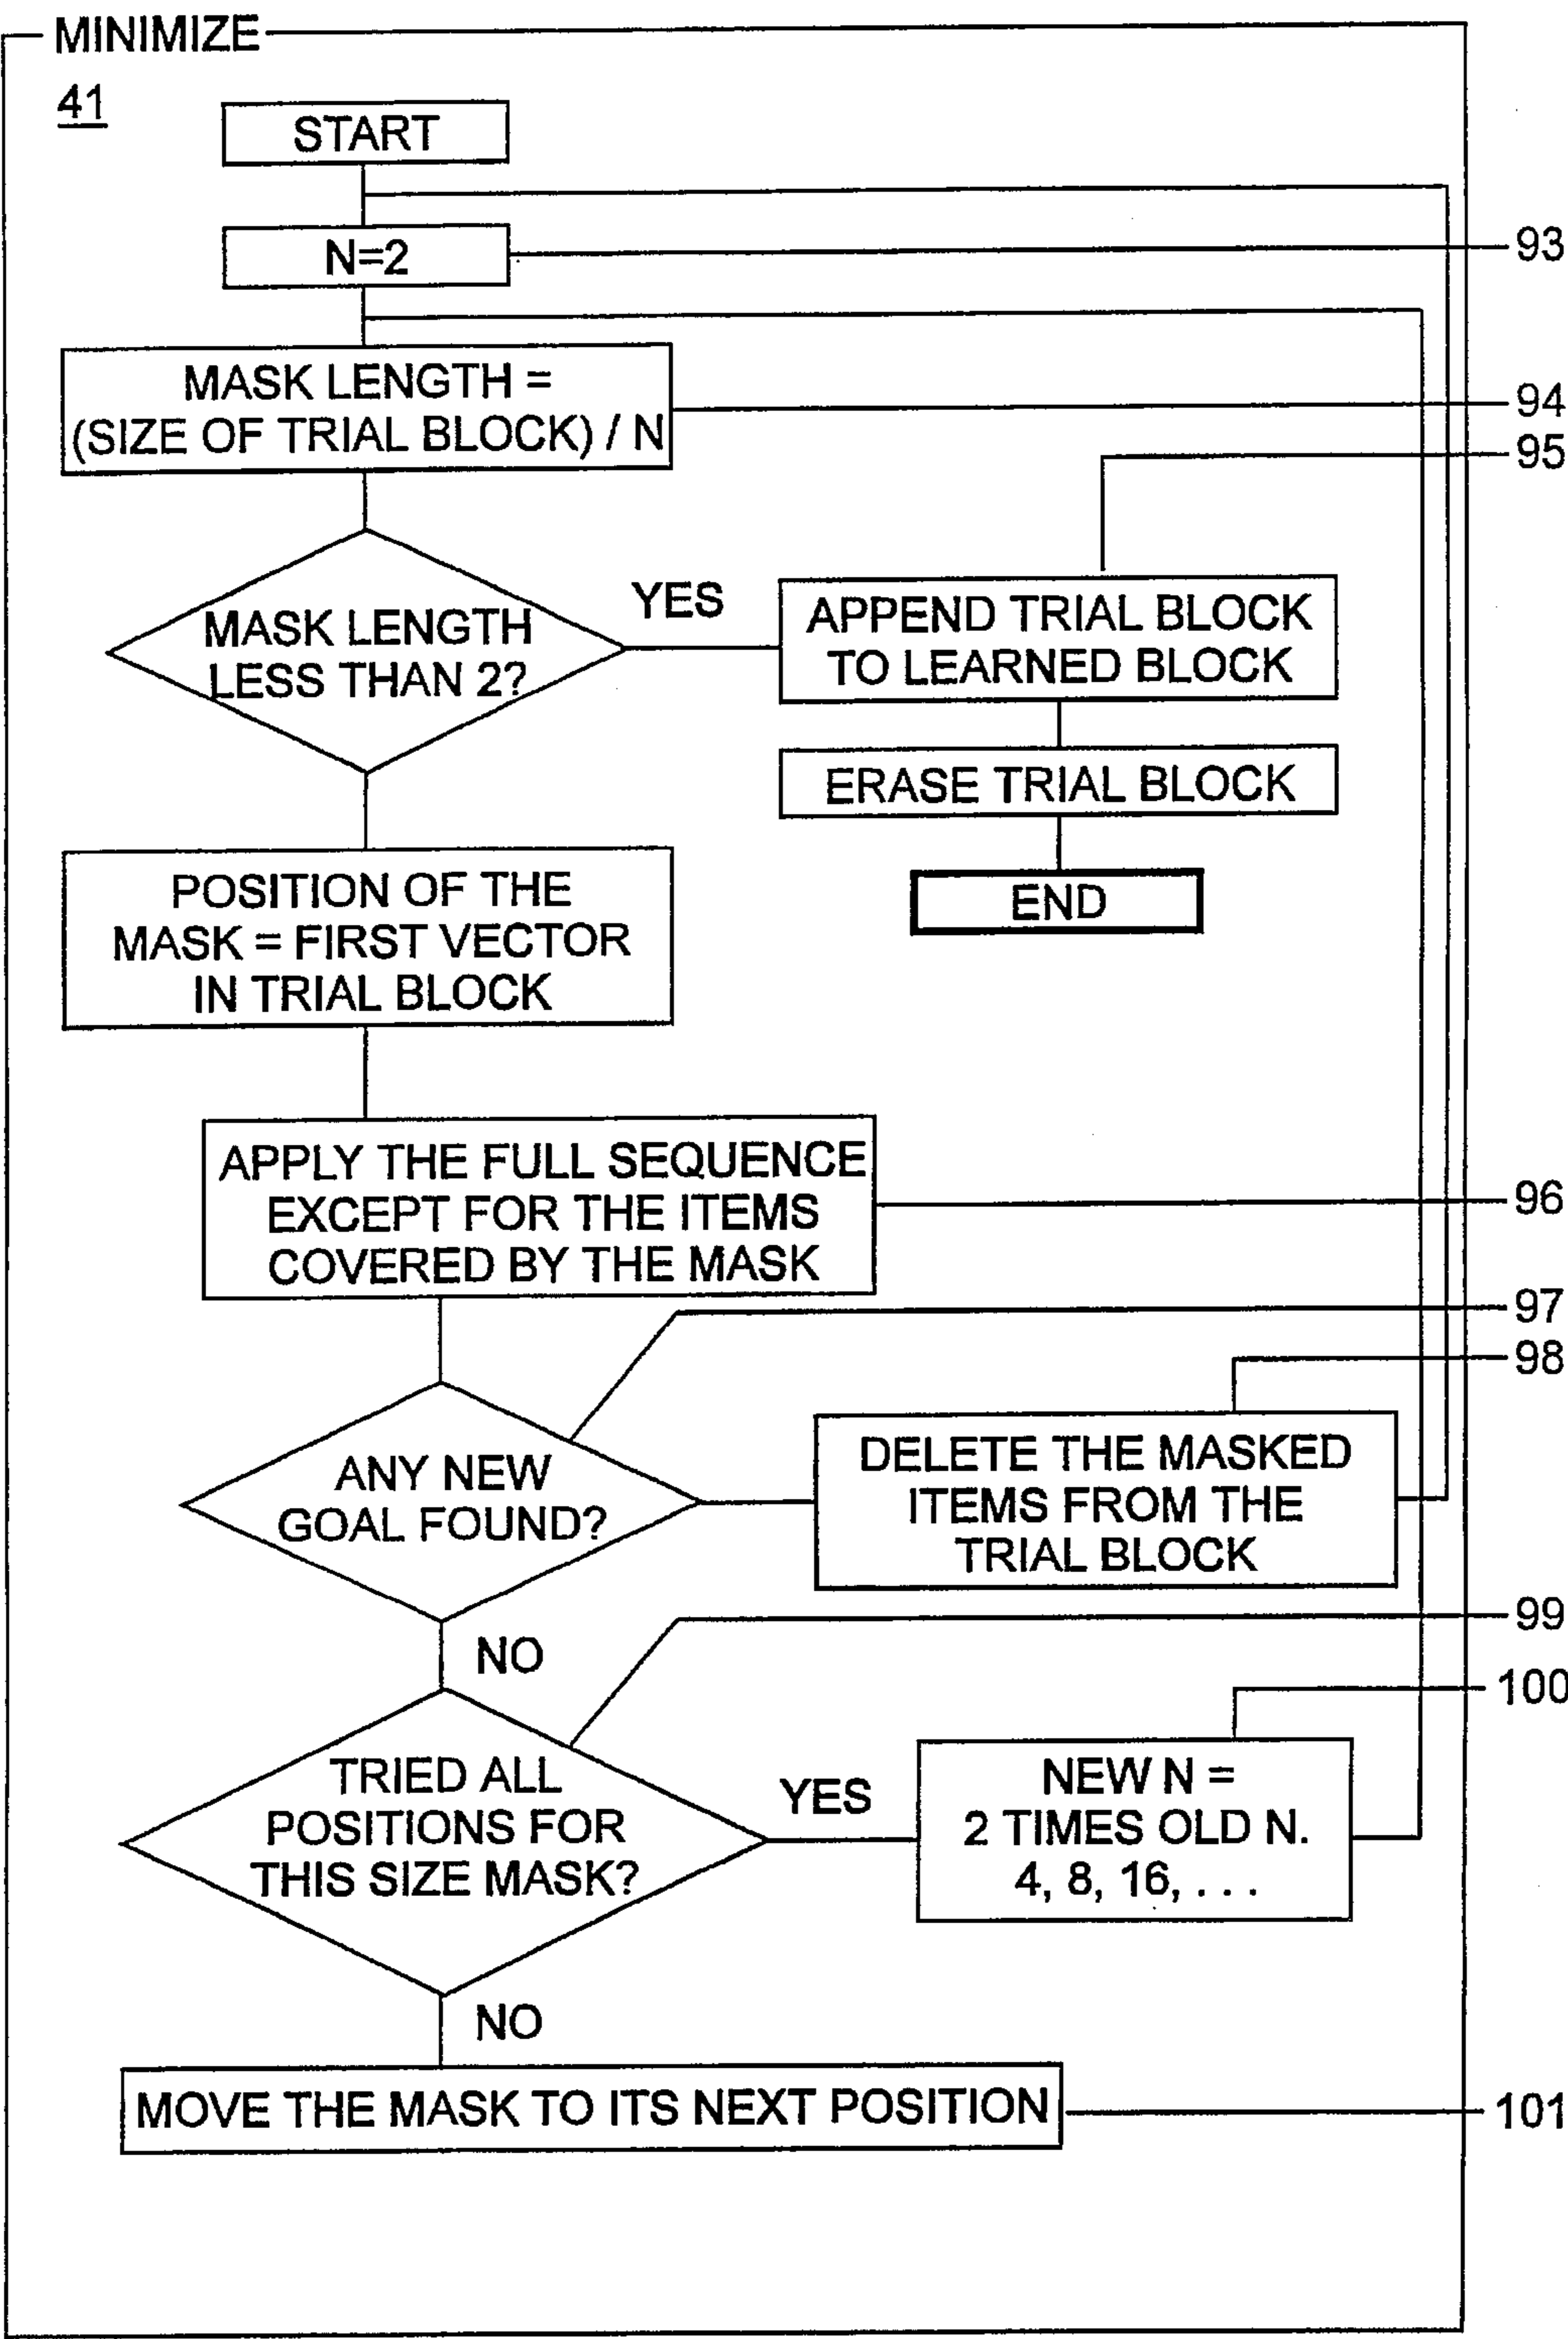 MINIMIZE
41
START
N=2
93
MASK LENGTH =
(SIZE OF TRIAL BLOCK) / N
94
95
MASK LENGTH
LESS THAN 2?
YES
APPEND TRIAL BLOCK
TO LEARNED BLOCK
ERASE TRIAL BLOCK
END
POSITION OF THE
MASK = FIRST VECTOR
IN TRIAL BLOCK
APPLY THE FULL SEQUENCE
EXCEPT FOR THE ITEMS
COVERED BY THE MASK
96
97
98
ANY NEW
GOAL FOUND?
DELETE THE MASKED
ITEMS FROM THE
TRIAL BLOCK
NO
99
100
TRIED ALL
POSITIONS FOR
THIS SIZE MASK?
YES
NEW N =
2 TIMES OLD N.
4, 8, 16, . . .
NO
MOVE THE MASK TO ITS NEXT POSITION
101